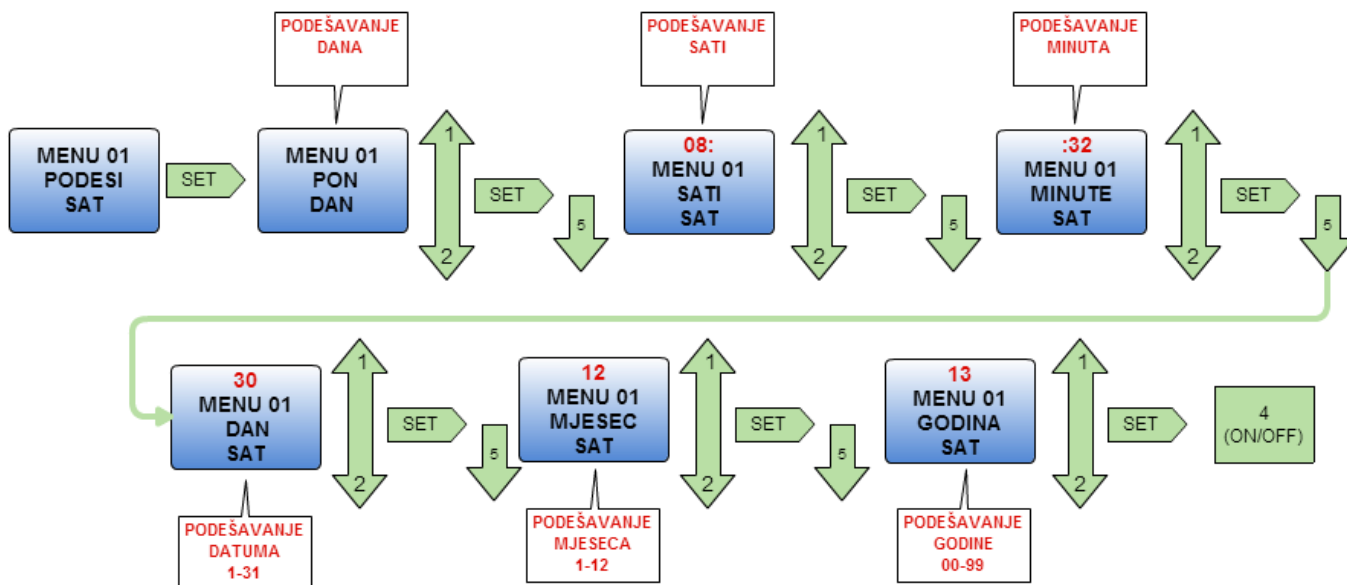 PODEŠAVANJE
DANA
PODEŠAVANJE
SATI
PODEŠAVANJE
MINUTA
MENU 01
PODESI
SAT
SET
MENU 01
PON
DAN
1
2
SET
5
08:
MENU 01
SATI
SAT
1
2
SET
5
:32
MENU 01
MINUTE
SAT
1
2
SET
5
30
MENU 01
DAN
SAT
1
2
SET
5
12
MENU 01
MJESEC
SAT
1
2
SET
5
13
MENU 01
GODINA
SAT
1
2
SET
4
(ON/OFF)
PODEŠAVANJE
DATUMA
1-31
PODEŠAVANJE
MJESECA
1-12
PODEŠAVANJE
GODINE
00-99